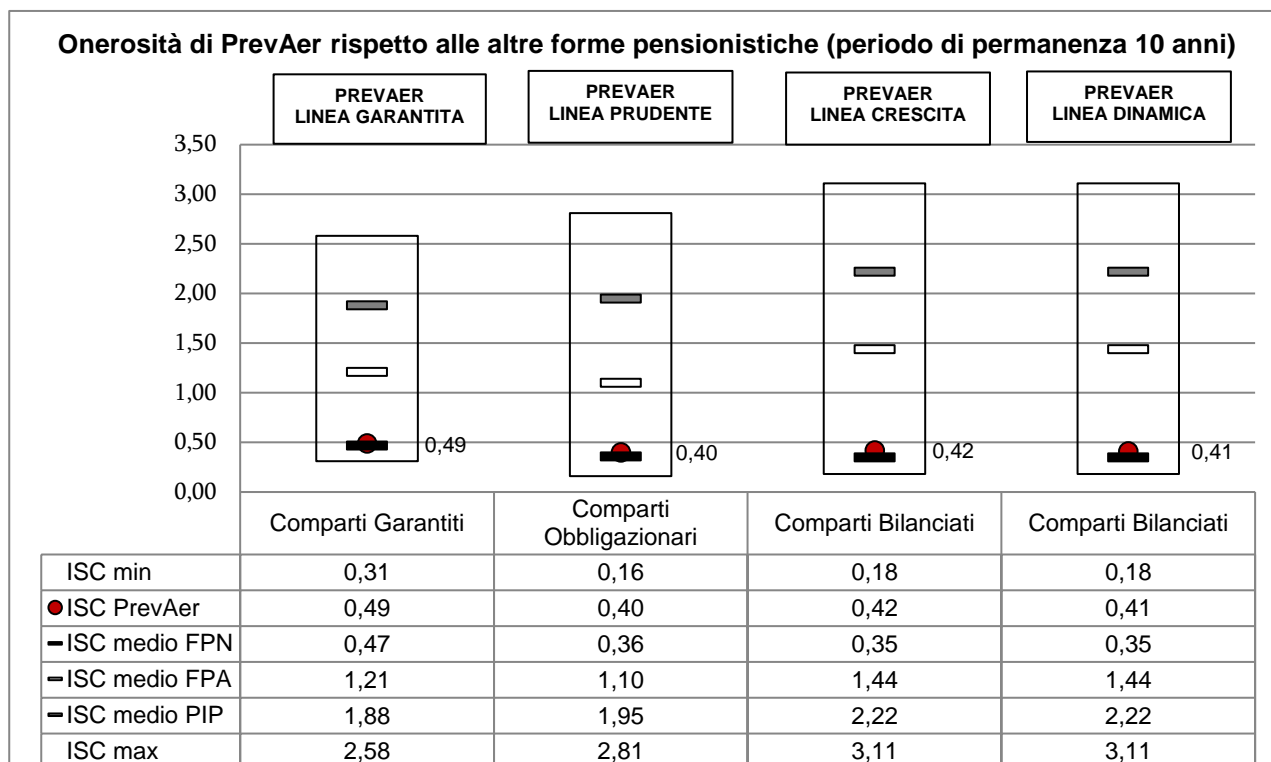 Onerosità di PrevAer rispetto alle altre forme pensionistiche (periodo di permanenza 10 anni)
PREVAER
LINEA GARANTITA
PREVAER
LINEA PRUDENTE
PREVAER
LINEA CRESCITA
PREVAER
LINEA DINAMICA
3,50
3,00
2,50
2,00
1,50
1,00
0,50
0,00
0,49
0,40
0,42
0,41
Comparti Garantiti
Comparti
Obbligazionari
Comparti Bilanciati
Comparti Bilanciati
ISC min 0,31 0,16 0,18 0,18
ISC PrevAer 0,49 0,40 0,42 0,41
ISC medio FPN 0,47 0,36 0,35 0,35
ISC medio FPA 1,21 1,10 1,44 1,44
ISC medio PIP 1,88 1,95 2,22 2,22
ISC max 2,58 2,81 3,11 3,11